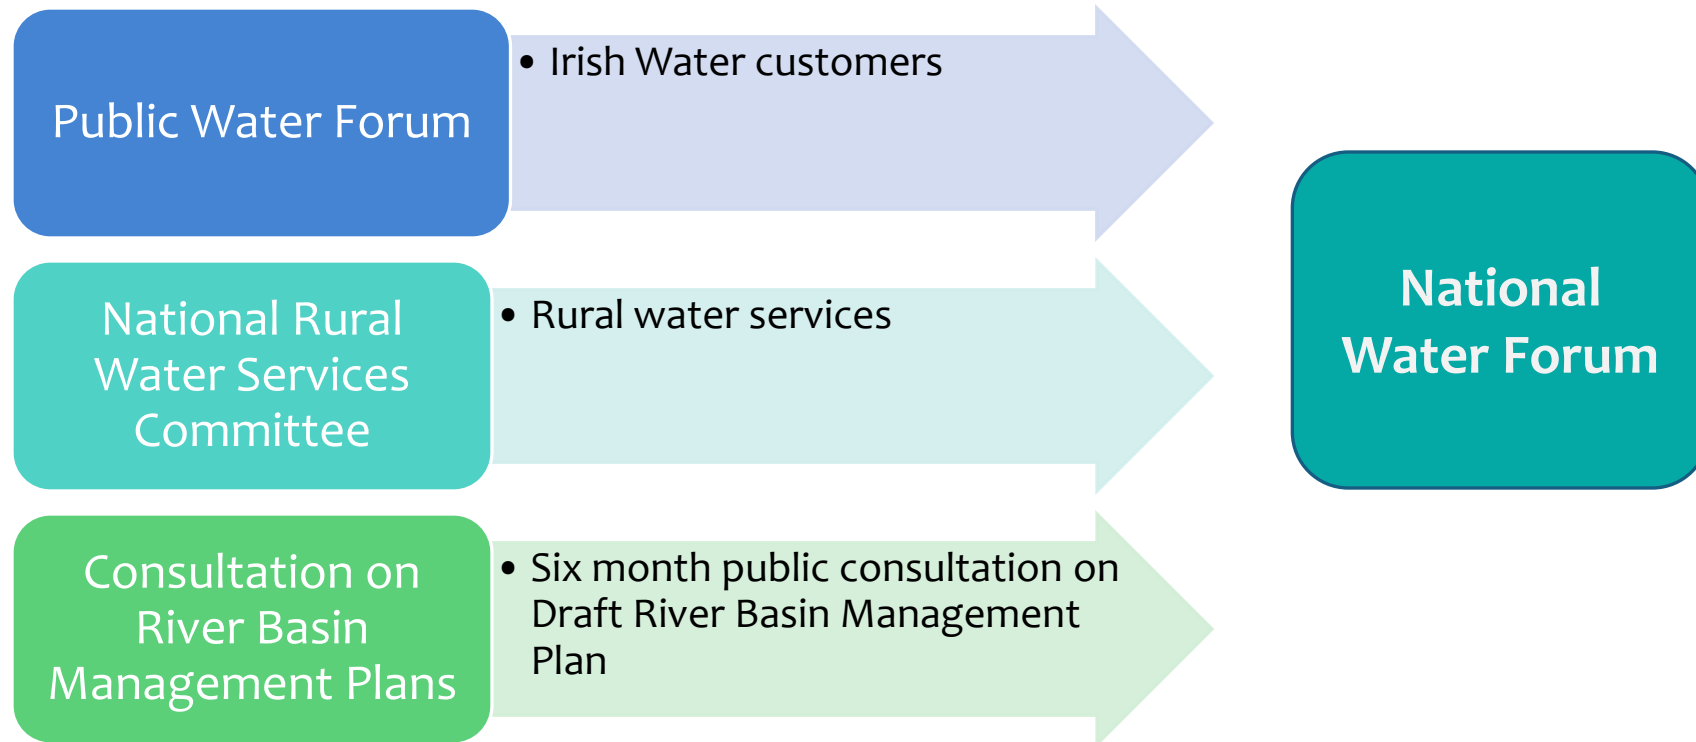 Public Water Forum
• Irish Water customers
National Rural
Water Services
Committee
• Rural water services
Consultation on
River Basin
Management Plans
• Six month public consultation on
Draft River Basin Management
Plan
National
Water Forum